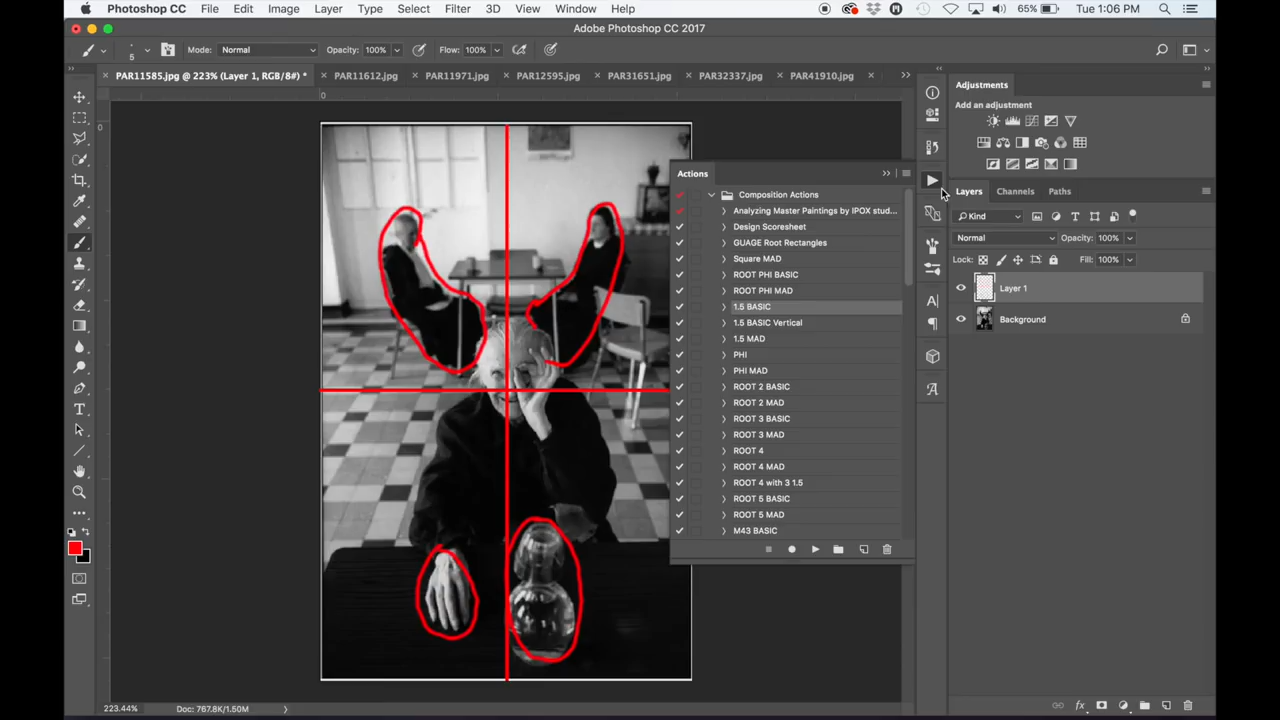 Photoshop CC File Edit Image Layer Type Select Filter 3D View Window Help 65% Tue 1:06 PM
Adobe Photoshop CC 2017
5 Mode: Normal Opacity: 100% Flow: 100%
PAR11585.jpg @ 223% (Layer 1, RGB/8#) * PAR11612.jpg PAR11971.jpg PAR12595.jpg PAR31651.jpg PAR32337.jpg PAR41910.jpg
0
0
Adjustments
Add an adjustment
Actions
Composition Actions
Analyzing Master Paintings by IPOX stud...
Design Scoresheet
GUAGE Root Rectangles
Square MAD
ROOT PHI BASIC
ROOT PHI MAD
1.5 BASIC
1.5 BASIC Vertical
1.5 MAD
PHI
PHI MAD
ROOT 2 BASIC
ROOT 2 MAD
ROOT 3 BASIC
ROOT 3 MAD
ROOT 4
ROOT 4 MAD
ROOT 4 with 3 1.5
ROOT 5 BASIC
ROOT 5 MAD
M43 BASIC
Layers Channels Paths
Kind
Normal Opacity: 100%
Lock: Fill: 100%
Layer 1
Background
223.44% Doc: 767.8K/1.50M